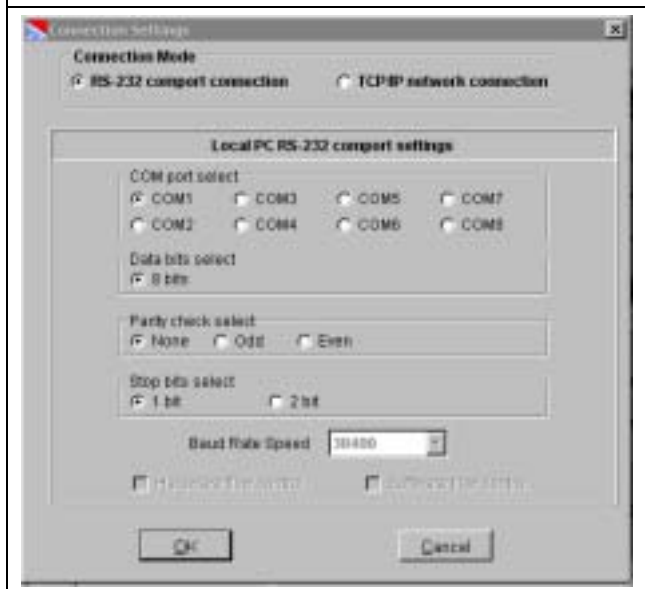 Connection Settings
Connection Mode
RS-232 comport connection TCP/IP network connection
Local PC RS-232 comport settings
COM port select
COM1 COM3 COM5 COM7
COM2 COM4 COM6 COM8
Data bits select
8 bits
Parity check select
None Odd Even
Stop bits select
1 bit 2 bit
Baud Rate Speed 38400
OK Cancel